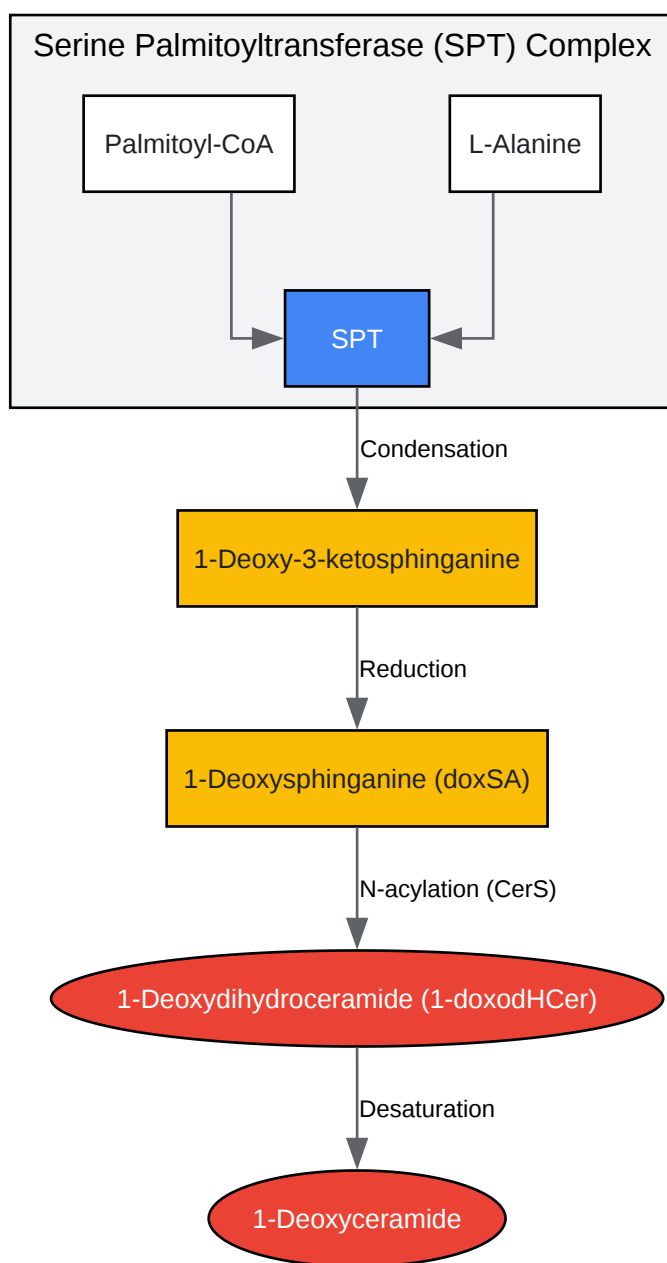 Serine Palmitoyltransferase (SPT) Complex
Palmitoyl-CoA
L-Alanine
SPT
Condensation
1-Deoxy-3-ketosphinganine
Reduction
1-Deoxysphinganine (doxSA)
N-acylation (CerS)
1-Deoxydihydroceramide (1-doxodHCer)
Desaturation
1-Deoxyceramide